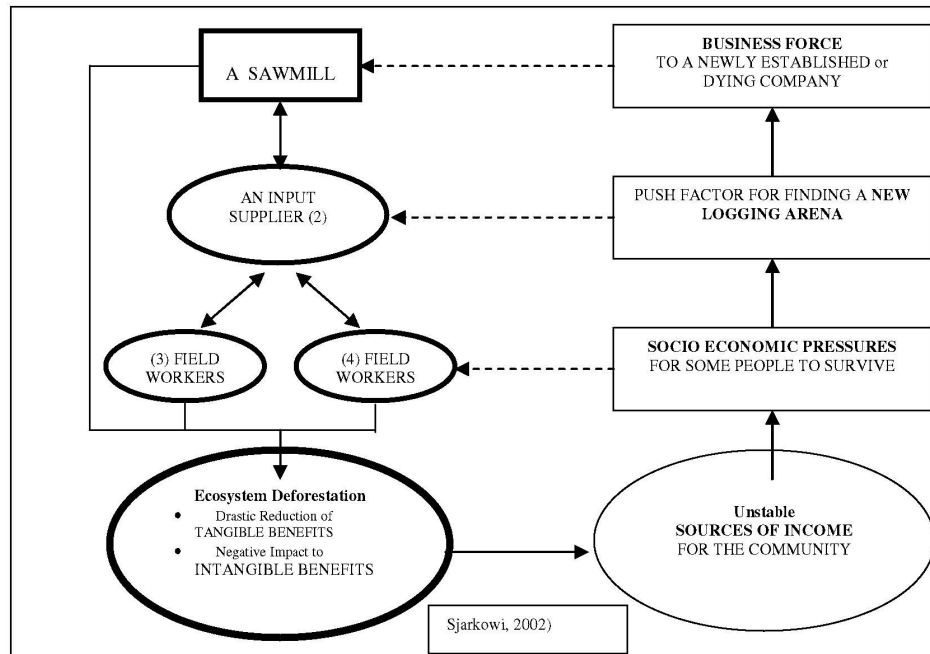 A SAWMILL
BUSINESS FORCE
TO A NEWLY ESTABLISHED or
DYING COMPANY
AN INPUT
SUPPLIER (2)
PUSH FACTOR FOR FINDING A NEW
LOGGING ARENA
(3) FIELD
WORKERS
(4) FIELD
WORKERS
SOCIO ECONOMIC PRESSURES
FOR SOME PEOPLE TO SURVIVE
Ecosystem Deforestation
• Drastic Reduction of
TANGIBLE BENEFITS
• Negative Impact to
INTANGIBLE BENEFITS
Unstable
SOURCES OF INCOME
FOR THE COMMUNITY
Sjarkowi, 2002)